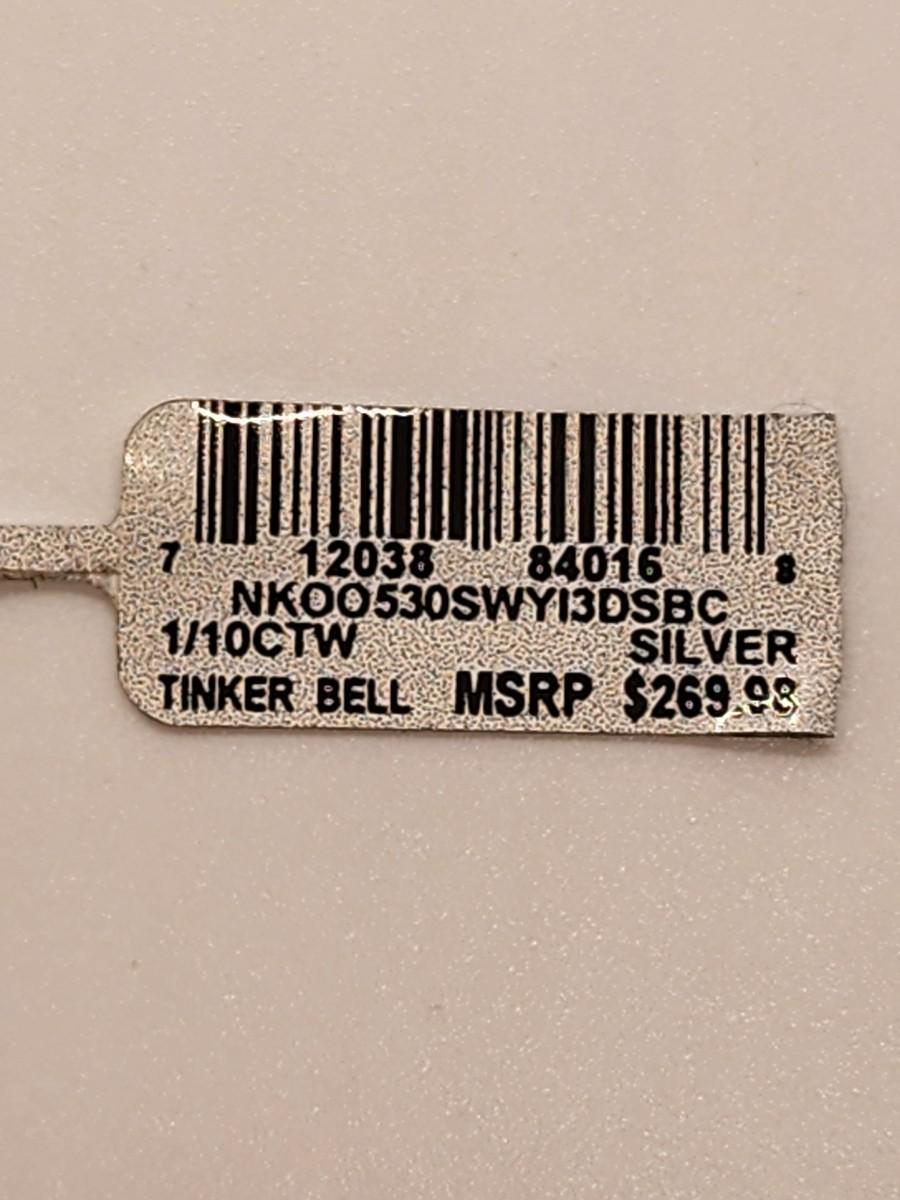 7 12038 84016 8
NKOO530SWYI3DSBC
1/10CTW SILVER
TINKER BELL MSRP $269.98